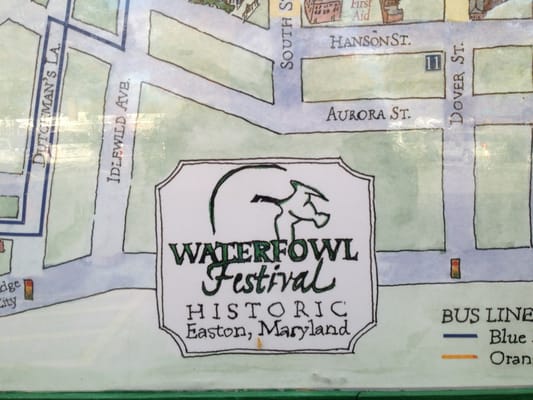 First
Aid
SOUTH S
HANSON ST.
11
DUTCHMAN'S LA.
IDLEWILD AVE.
AURORA ST.
DOVER ST.
WATERFOWL
Festival
HISTORIC
Easton, Maryland
dge
City
BUS LINE
Blue
Oran